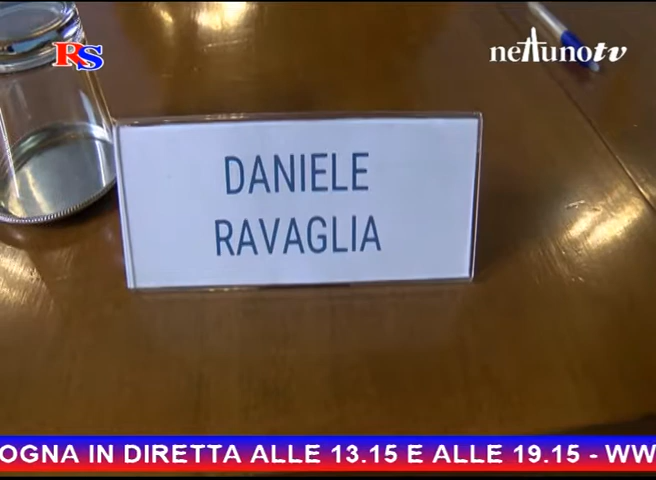 RS
nettunotv
DANIELE
RAVAGLIA
OGNA IN DIRETTA ALLE 13.15 E ALLE 19.15 - WW